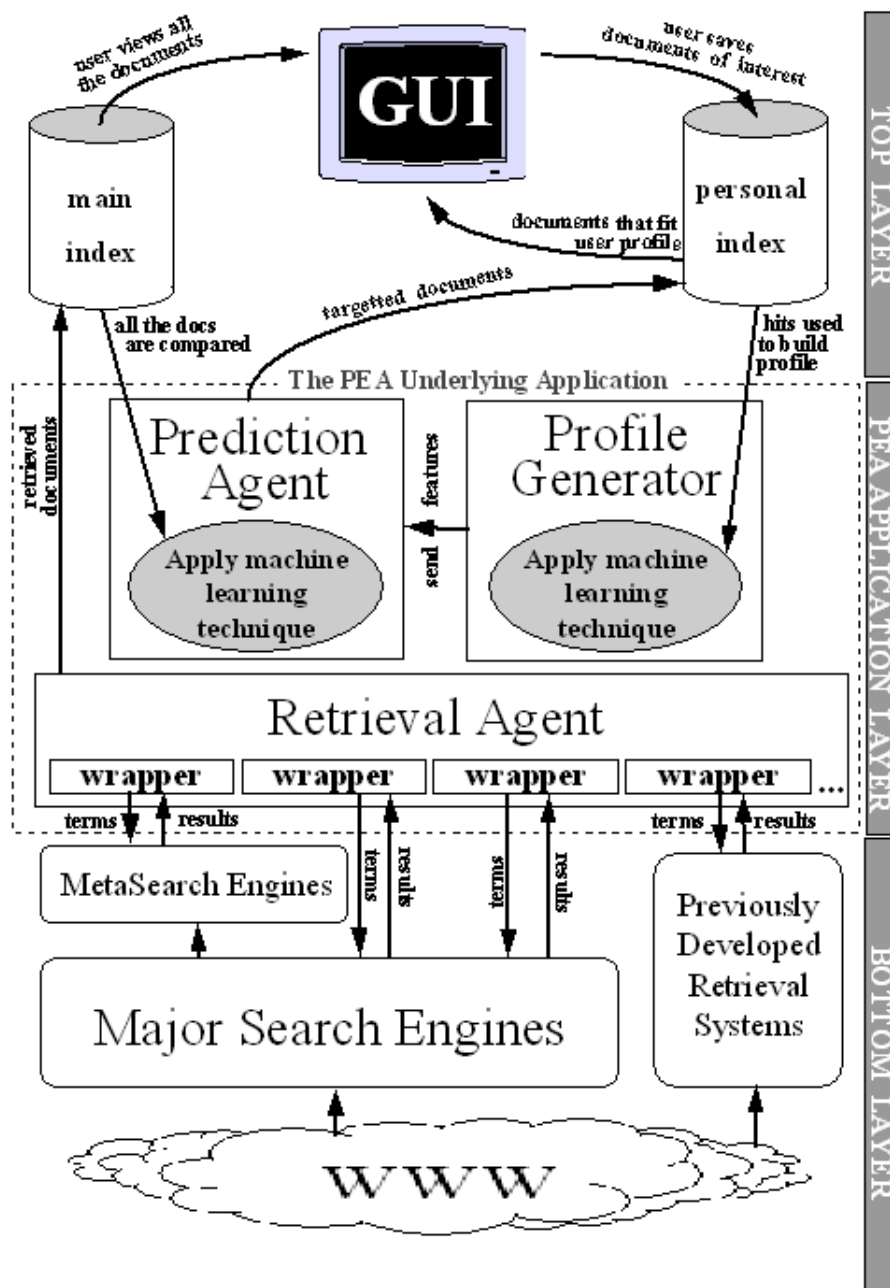 user views all
the documents
GUI
user saves
documents of interest
TOP LAYER
main
index
personal
index
documents that fit
user profile
targetted documents
all the docs
are compared
hits used
to build
profile
The PEA Underlying Application
retrieved
documents
Prediction
Agent
Apply machine
learning
technique
send features
Profile
Generator
Apply machine
learning
technique
PEA APPLICATION LAYER
Retrieval Agent
wrapper
wrapper
wrapper
wrapper
...
terms
results
terms
results
terms
results
terms
results
MetaSearch Engines
Previously
Developed
Retrieval
Systems
Major Search Engines
BOTTOM LAYER
WWW